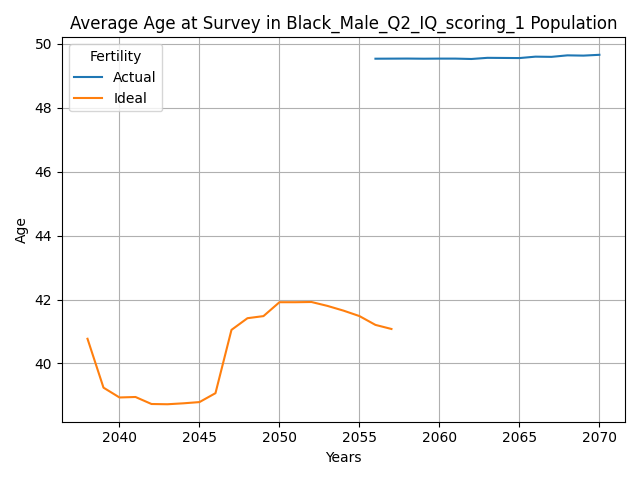 Average Age at Survey in Black_Male_Q2_IQ_scoring_1 Population
50
48
46
44
42
40
Age
Fertility
Actual
Ideal
2040 2045 2050 2055 2060 2065 2070
Years